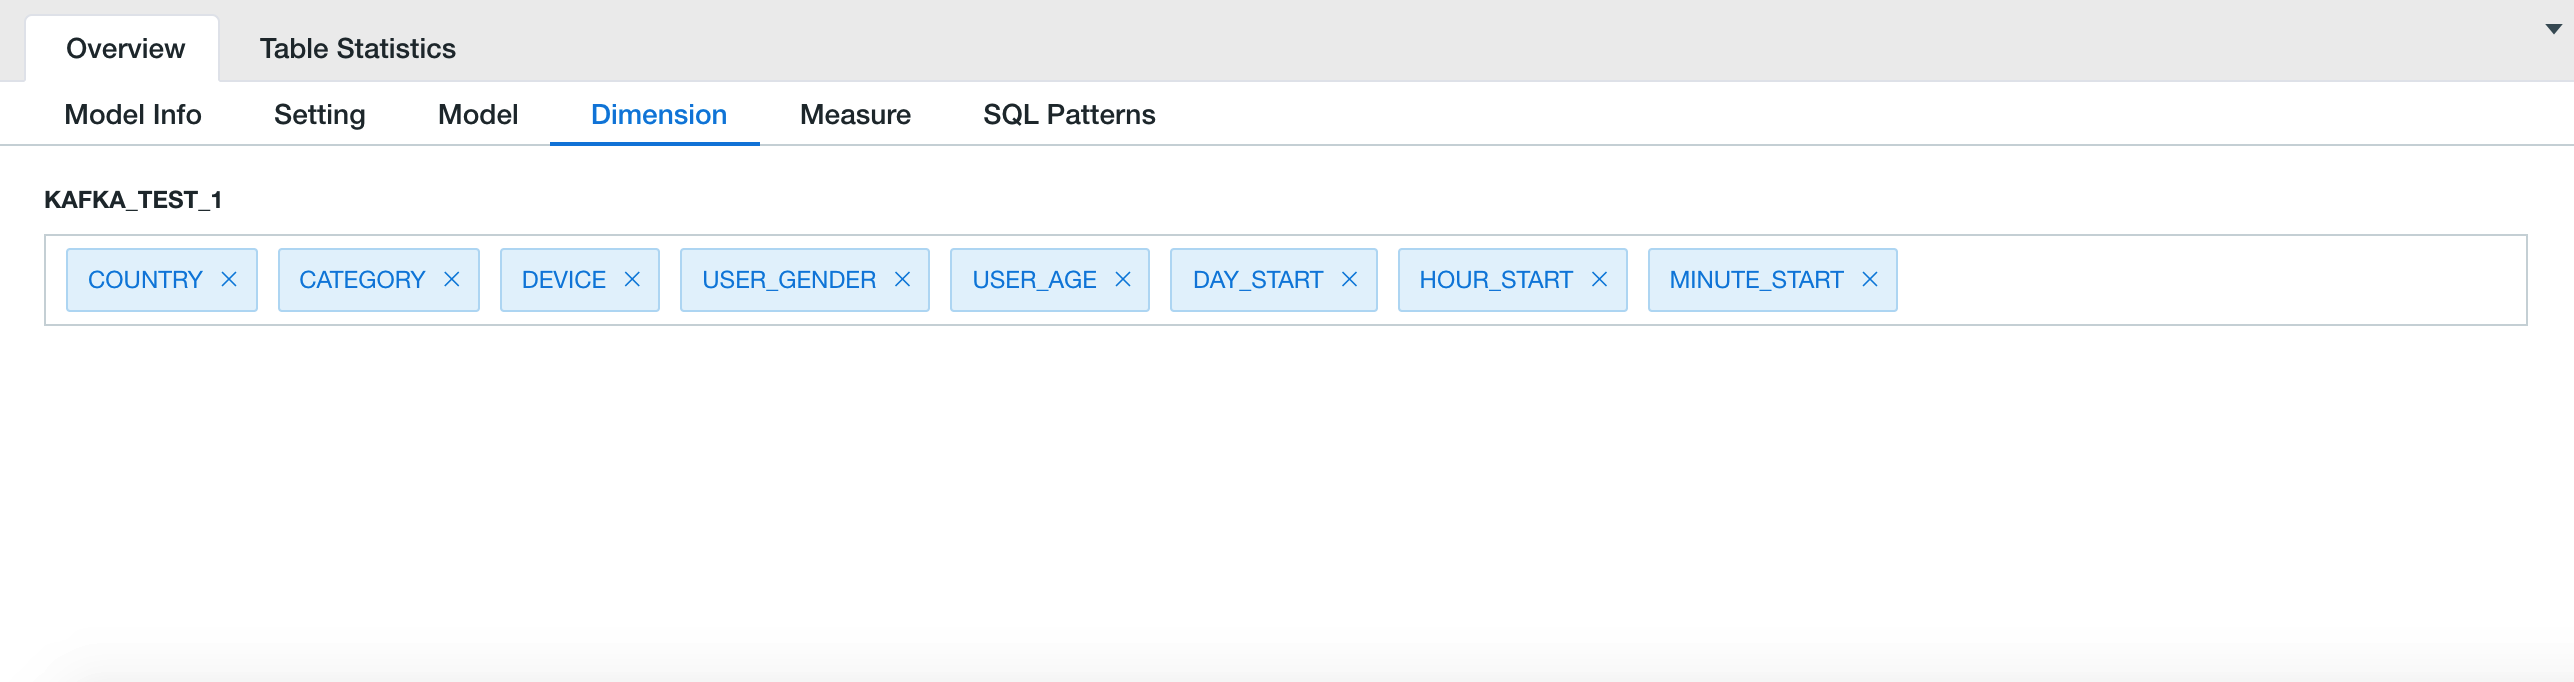 Overview Table Statistics
Model Info Setting Model Dimension Measure SQL Patterns
KAFKA_TEST_1
COUNTRY CATEGORY DEVICE USER_GENDER USER_AGE DAY_START HOUR_START MINUTE_START